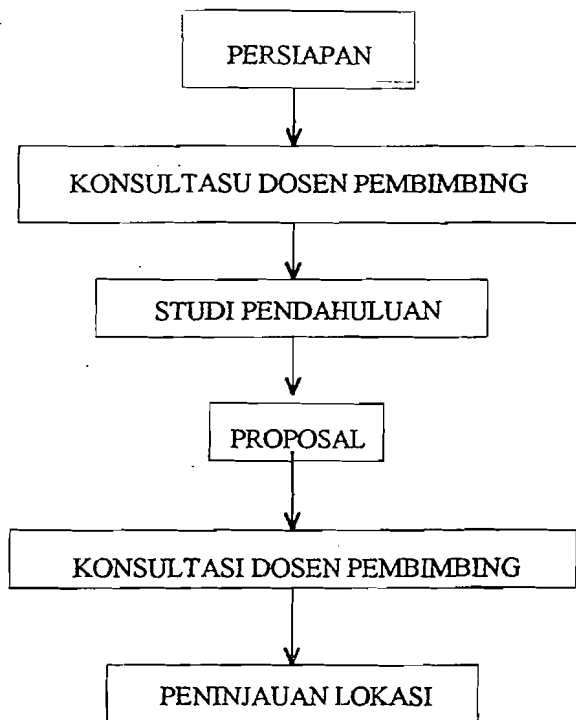 PERSIAPAN
KONSULTASU DOSEN PEMBIMBING
STUDI PENDAHULUAN
PROPOSAL
KONSULTASI DOSEN PEMBIMBING
PENINJAUAN LOKASI